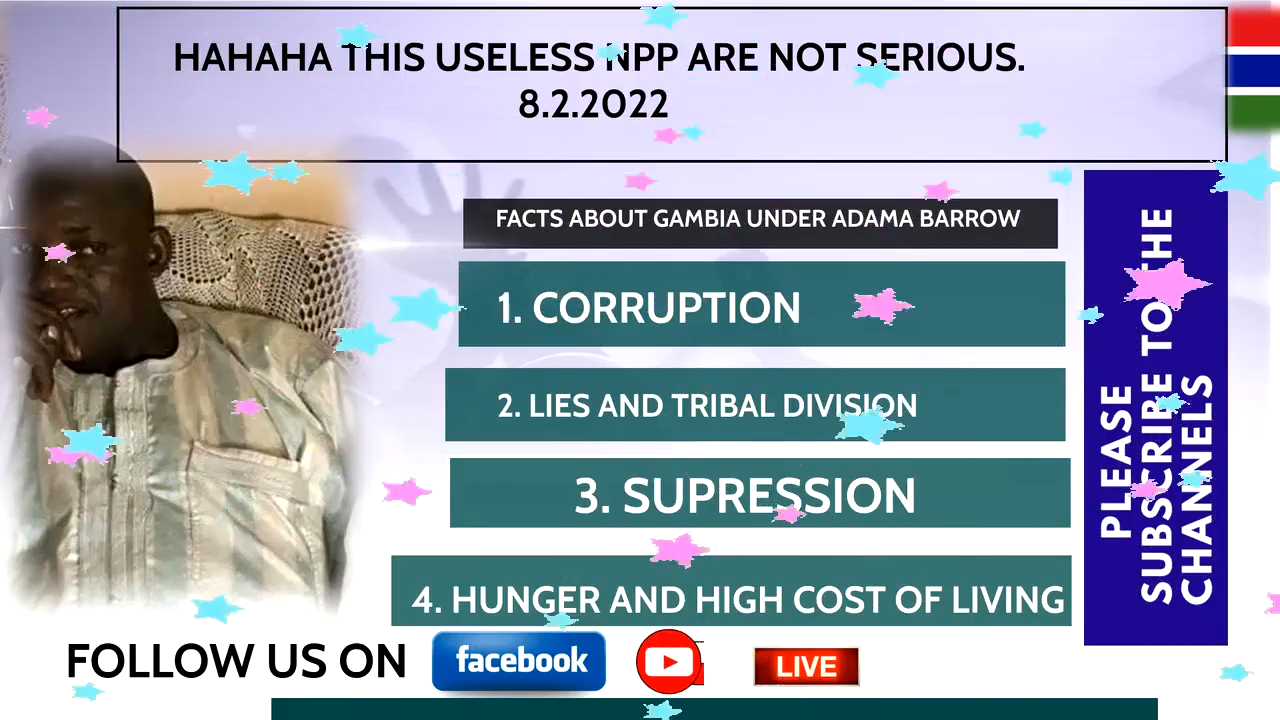 HAHAHA THIS USELESS NPP ARE NOT SERIOUS.
8.2.2022
FACTS ABOUT GAMBIA UNDER ADAMA BARROW
1. CORRUPTION
2. LIES AND TRIBAL DIVISION
3. SUPRESSION
4. HUNGER AND HIGH COST OF LIVING
PLEASE
SUBSCRIBE TO THE
CHANNELS
FOLLOW US ON
facebook
LIVE